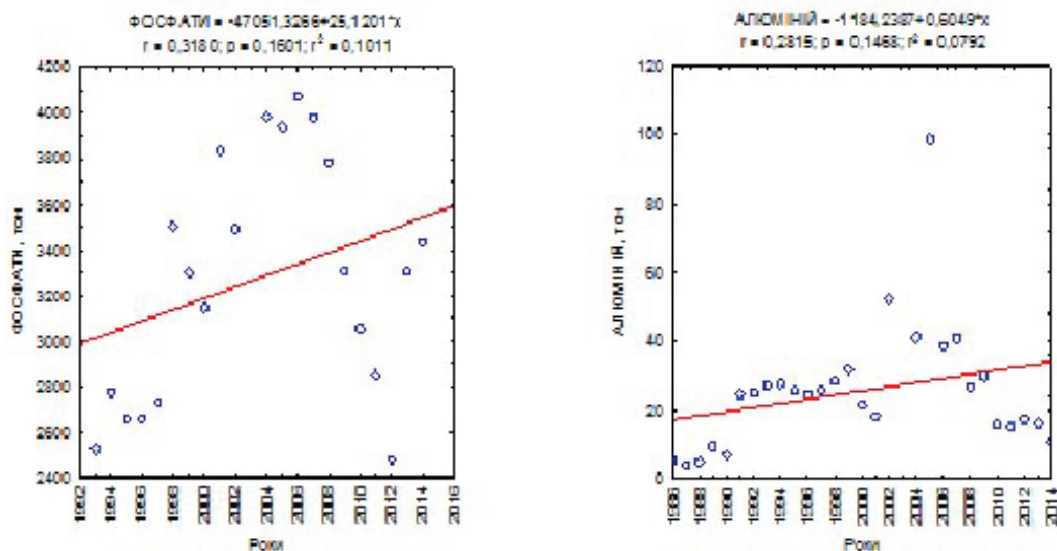 ФОСФАТИ = -47051,3266+25,1201*x
r = 0,3180; p = 0,1601; r² = 0,1011
4200
4000
3800
3600
3400
3200
3000
2800
2600
2400
ФОСФАТИ, тон
1992 1994 1996 1998 2000 2002 2004 2006 2008 2010 2012 2014 2016
Роки
АЛЮМІНІЙ = -1184,2387+0,6049*x
r = 0,2815; p = 0,1468; r² = 0,0792
120
100
80
60
40
20
0
АЛЮМІНІЙ, тон
1986 1988 1990 1992 1994 1996 1998 2000 2002 2004 2006 2008 2010 2012 2014
Роки